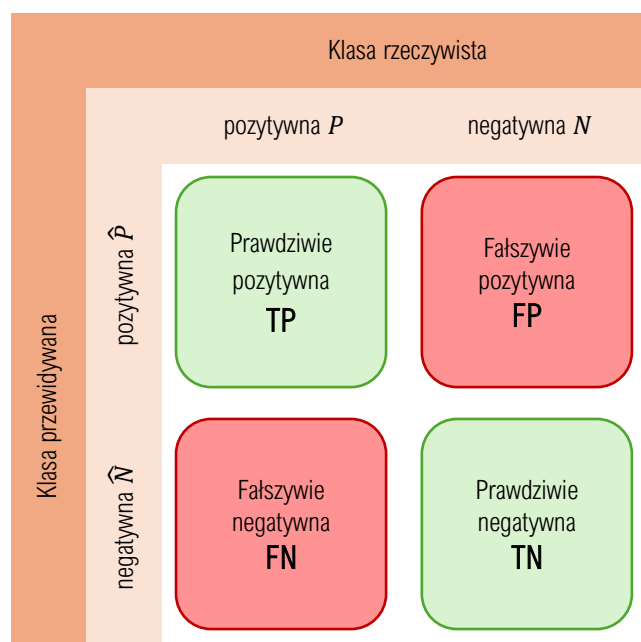 Klasa rzeczywista
pozytywna P
negatywna N
Klasa przewidywana
pozytywna P̂
Prawdziwie
pozytywna
TP
Fałszywie
pozytywna
FP
negatywna N̂
Fałszywie
negatywna
FN
Prawdziwie
negatywna
TN